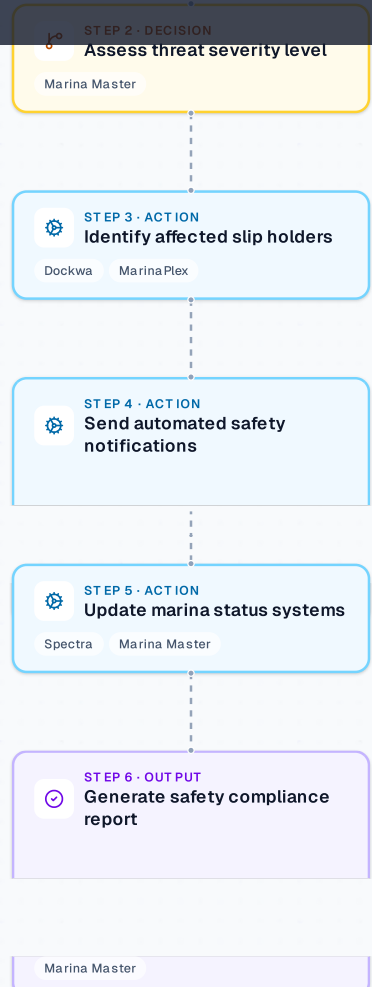 STEP 2 · DECISION
Assess threat severity level
Marina Master
STEP 3 · ACTION
Identify affected slip holders
Dockwa MarinaPlex
STEP 4 · ACTION
Send automated safety
notifications
STEP 5 · ACTION
Update marina status systems
Spectra Marina Master
STEP 6 · OUTPUT
Generate safety compliance
report
Marina Master